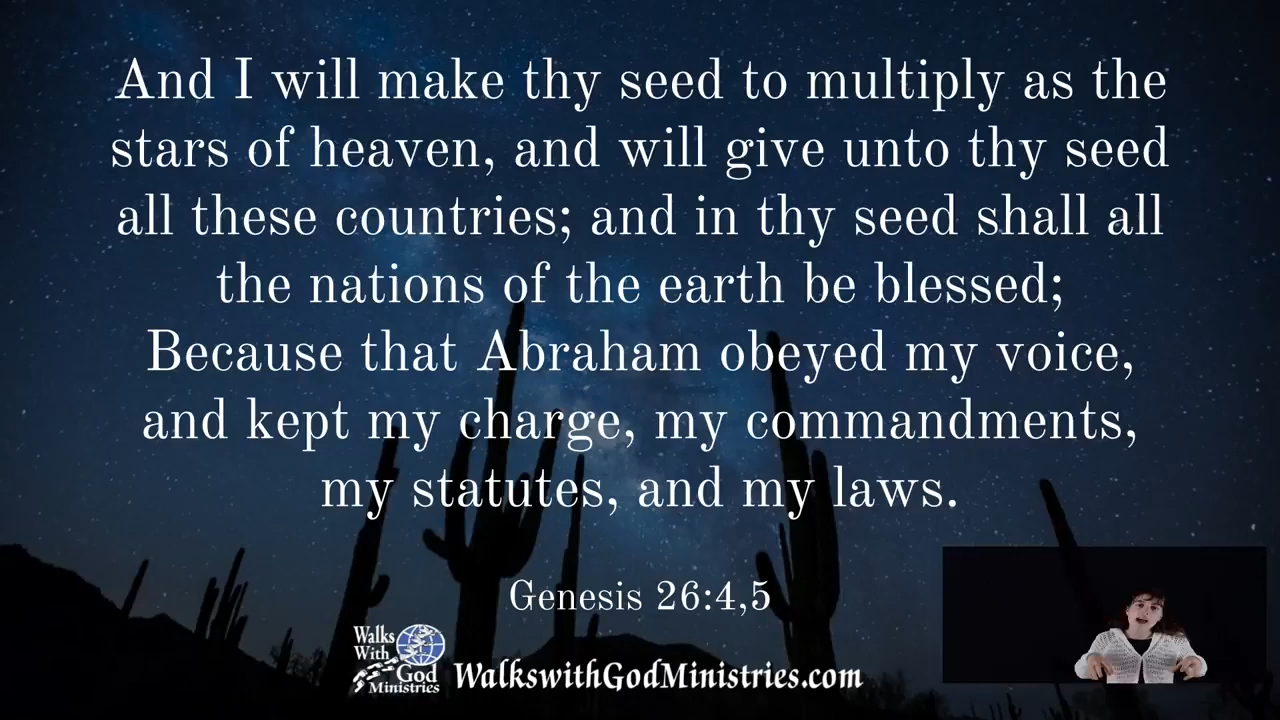 And I will make thy seed to multiply as the
stars of heaven, and will give unto thy seed
all these countries; and in thy seed shall all
the nations of the earth be blessed;
Because that Abraham obeyed my voice,
and kept my charge, my commandments,
my statutes, and my laws.
Genesis 26:4,5
Walks
With
God
Ministries
WalkswithGodMinistries.com